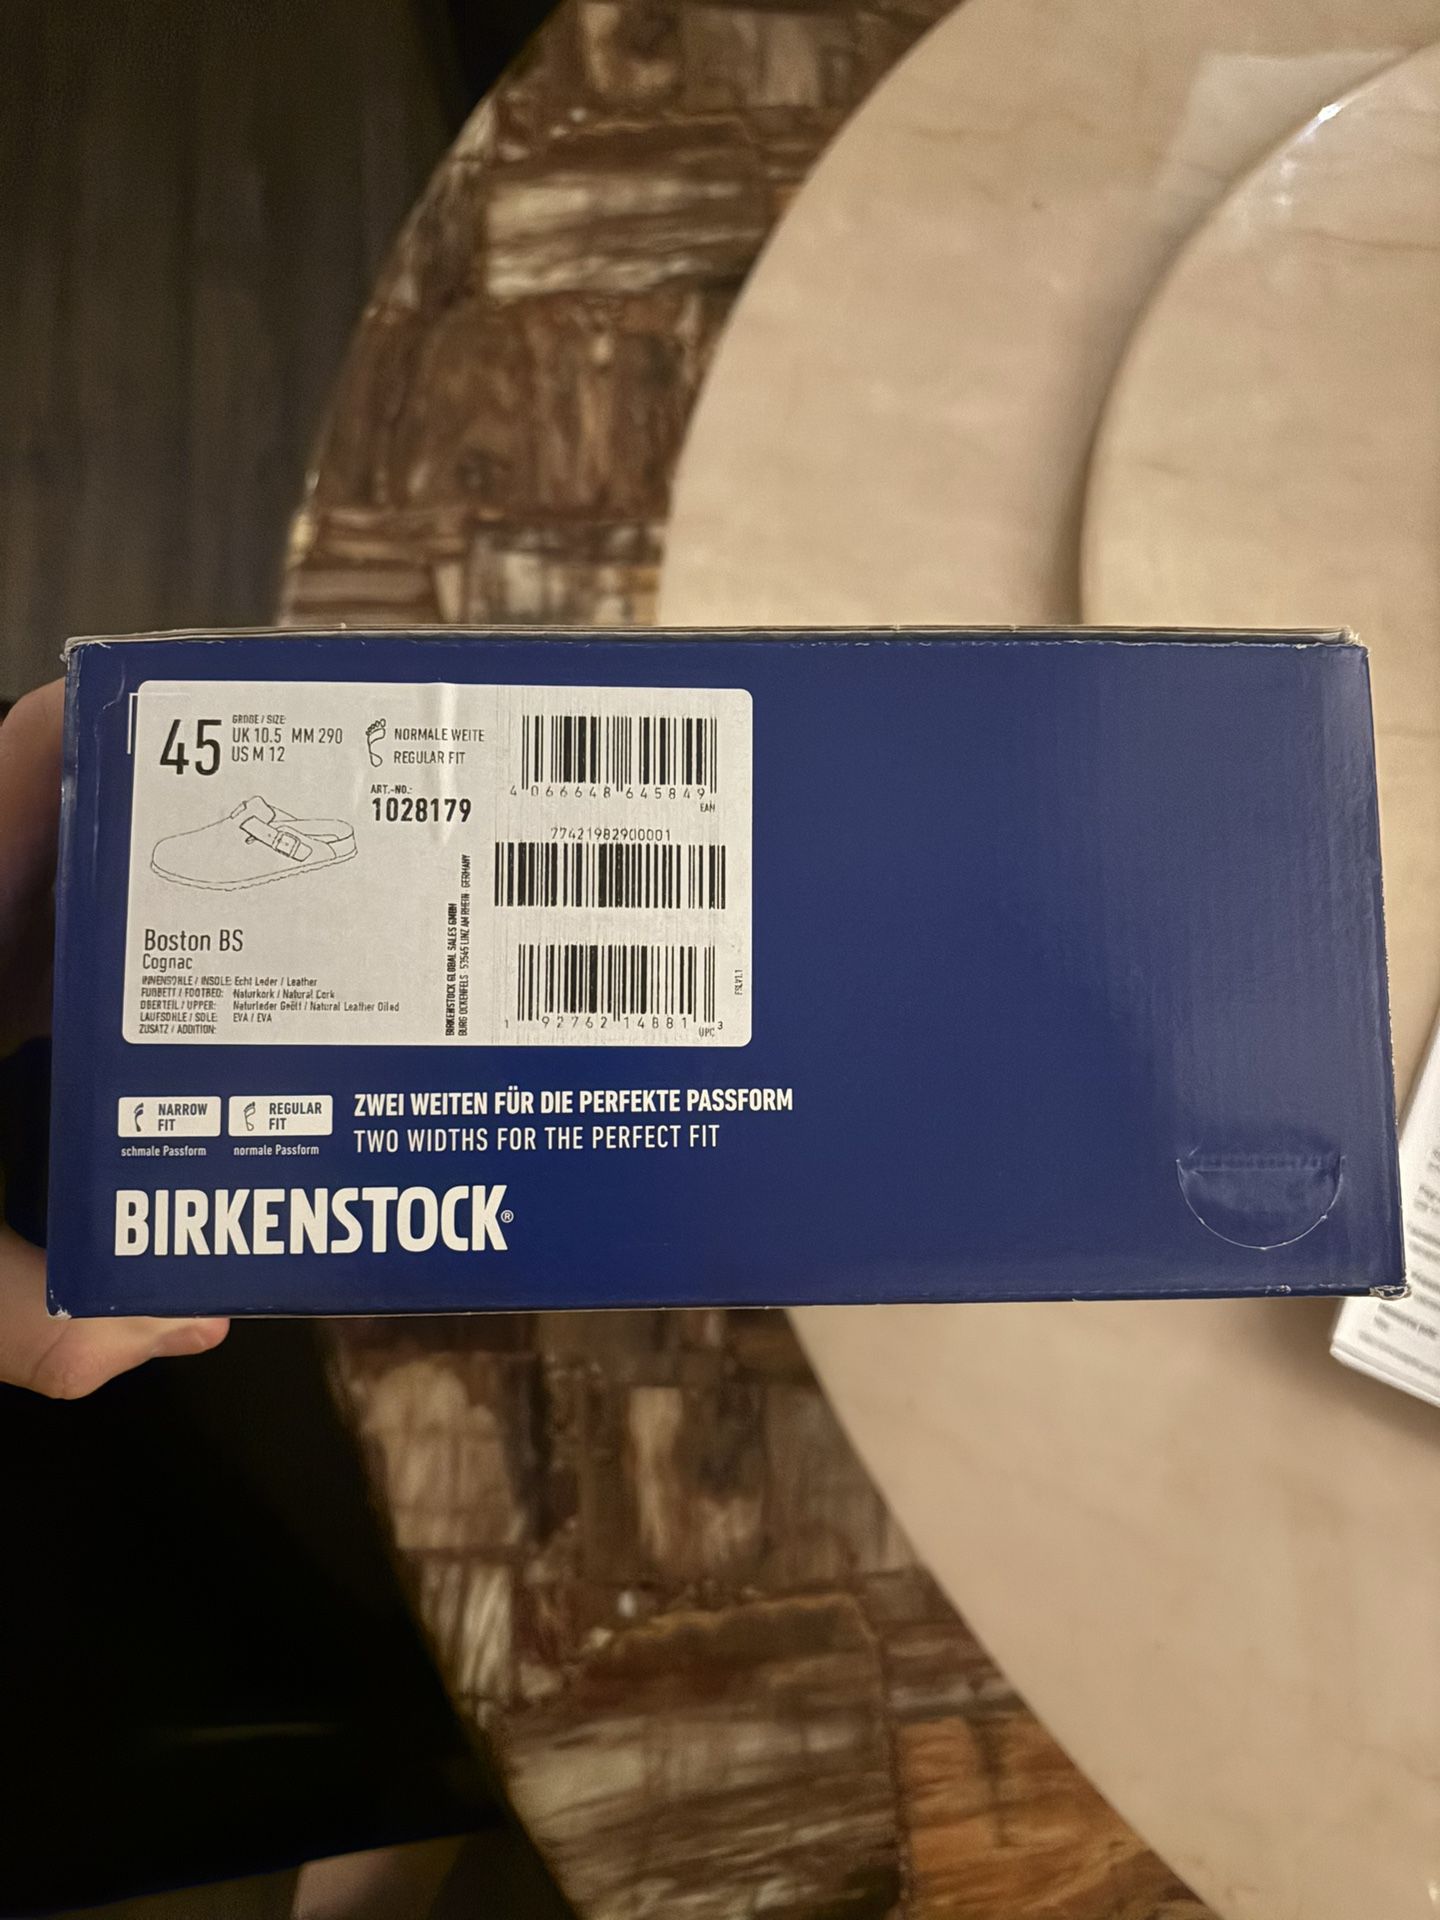 45
GRÖßE / SIZE:
UK 10.5 MM 290
US M 12
NORMALE WEITE
REGULAR FIT
ART.-NO.:
1028179
4 066648 645849
EAN
77421982900001
1 92762 14881 3
UPC
FSLV1.1
BIRKENSTOCK GLOBAL SALES GMBH
BURG OCKENFELS · 53545 LINZ AM RHEIN · GERMANY
Boston BS
Cognac
INNENSOHLE / INSOLE: Echt Leder / Leather
FUßBETT / FOOTBED: Naturkork / Natural Cork
OBERTEIL / UPPER: Naturleder Geölt / Natural Leather Oiled
LAUFSOHLE / SOLE: EVA / EVA
ZUSATZ / ADDITION:
NARROW
FIT
schmale Passform
REGULAR
FIT
normale Passform
ZWEI WEITEN FÜR DIE PERFEKTE PASSFORM
TWO WIDTHS FOR THE PERFECT FIT
BIRKENSTOCK®